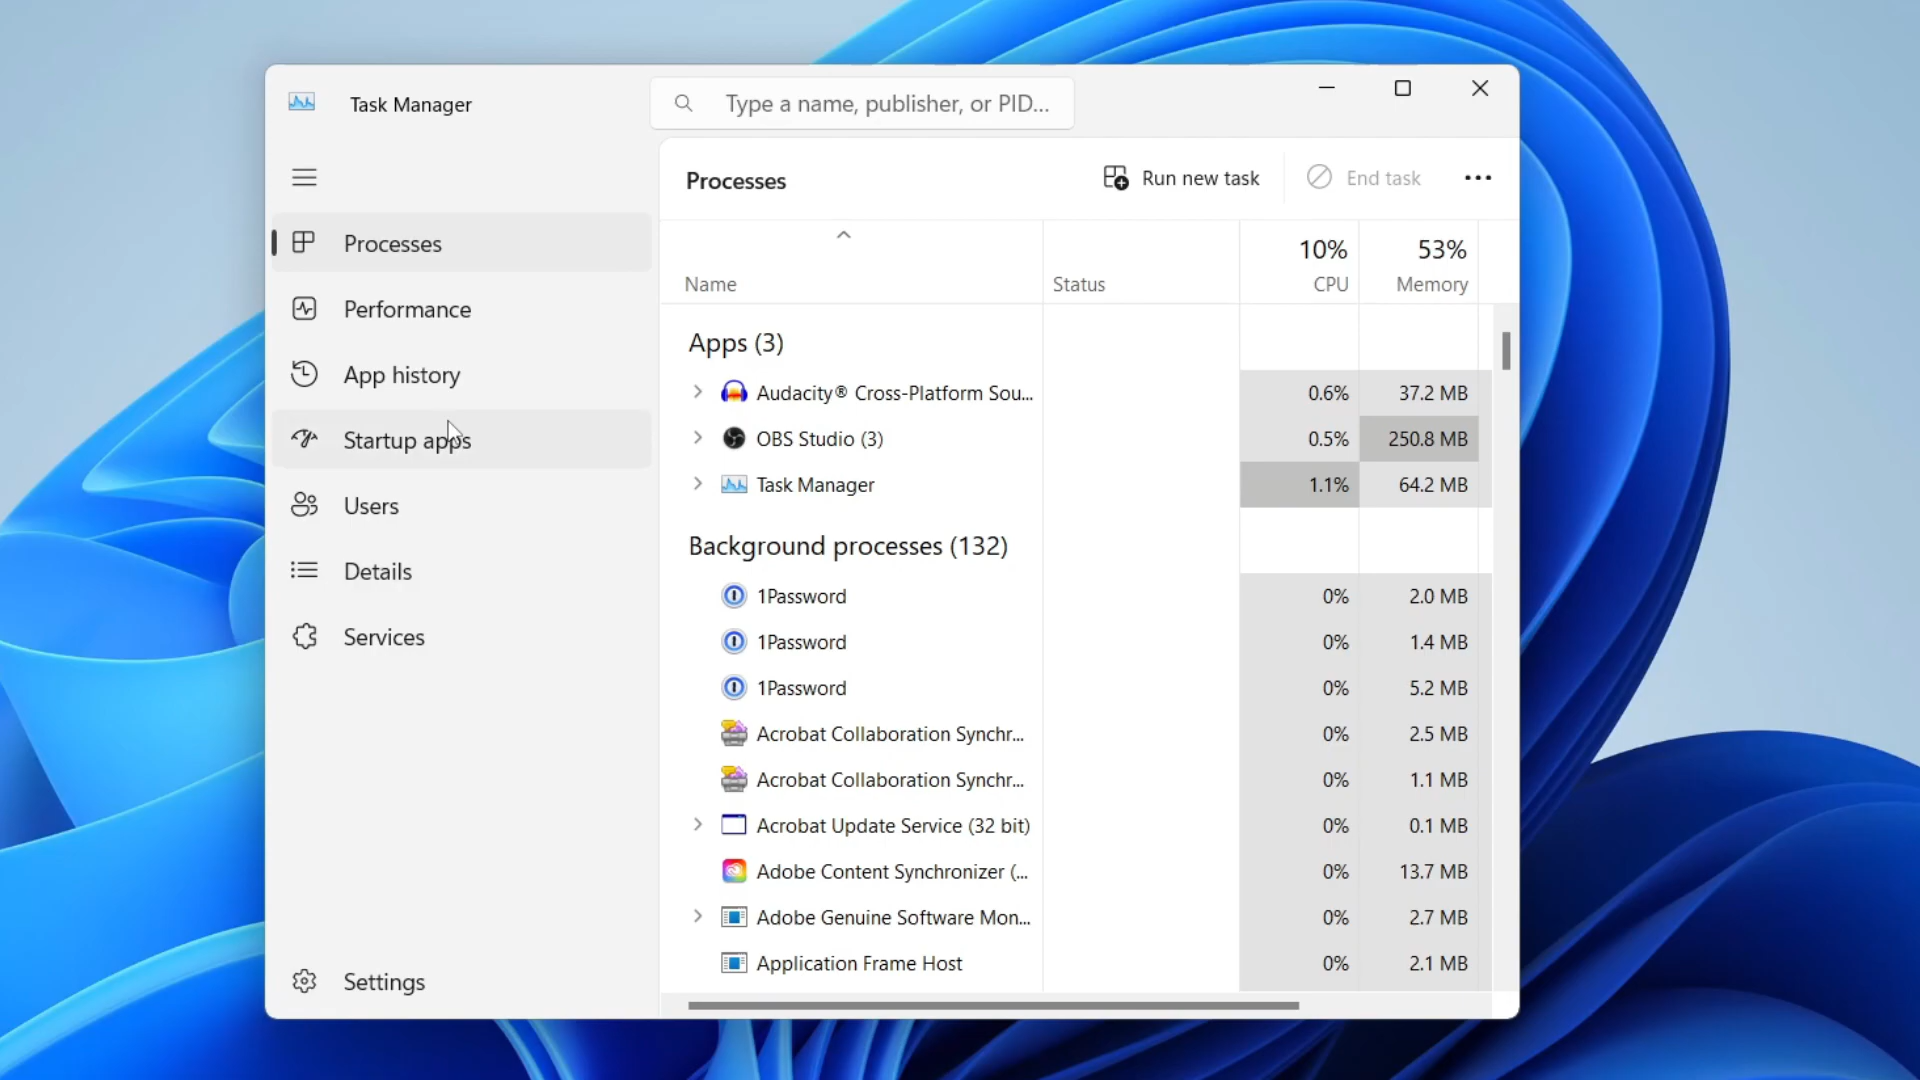 Task Manager
Type a name, publisher, or PID...
Processes
Performance
App history
Startup apps
Users
Details
Services
Settings
Processes
Run new task
End task
Name
Status
10%
CPU
53%
Memory
Apps (3)
Audacity® Cross-Platform Sou... 0.6% 37.2 MB
OBS Studio (3) 0.5% 250.8 MB
Task Manager 1.1% 64.2 MB
Background processes (132)
1Password 0% 2.0 MB
1Password 0% 1.4 MB
1Password 0% 5.2 MB
Acrobat Collaboration Synchr... 0% 2.5 MB
Acrobat Collaboration Synchr... 0% 1.1 MB
Acrobat Update Service (32 bit) 0% 0.1 MB
Adobe Content Synchronizer (... 0% 13.7 MB
Adobe Genuine Software Mon... 0% 2.7 MB
Application Frame Host 0% 2.1 MB